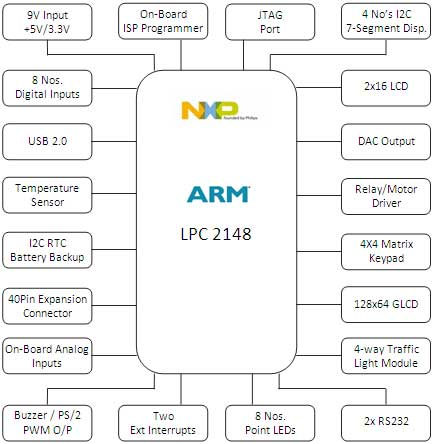 9V Input
+5V/3.3V
On-Board
ISP Programmer
JTAG
Port
4 No's I2C
7-Segment Disp.
8 Nos.
Digital Inputs
NXP
founded by Philips
2x16 LCD
USB 2.0
DAC Output
Temperature
Sensor
ARM
Relay/Motor
Driver
LPC 2148
I2C RTC
Battery Backup
4X4 Matrix
Keypad
40Pin Expansion
Connector
128x64 GLCD
On-Board Analog
Inputs
4-way Traffic
Light Module
Buzzer / PS/2
PWM O/P
Two
Ext Interrupts
8 Nos.
Point LEDs
2x RS232